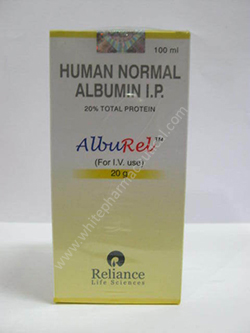 100 ml
HUMAN NORMAL
ALBUMIN I.P.
20% TOTAL PROTEIN
AlbuRel™
(For I.V. use)
20 g
Reliance
Life Sciences
www.whitepharmaceutical.com